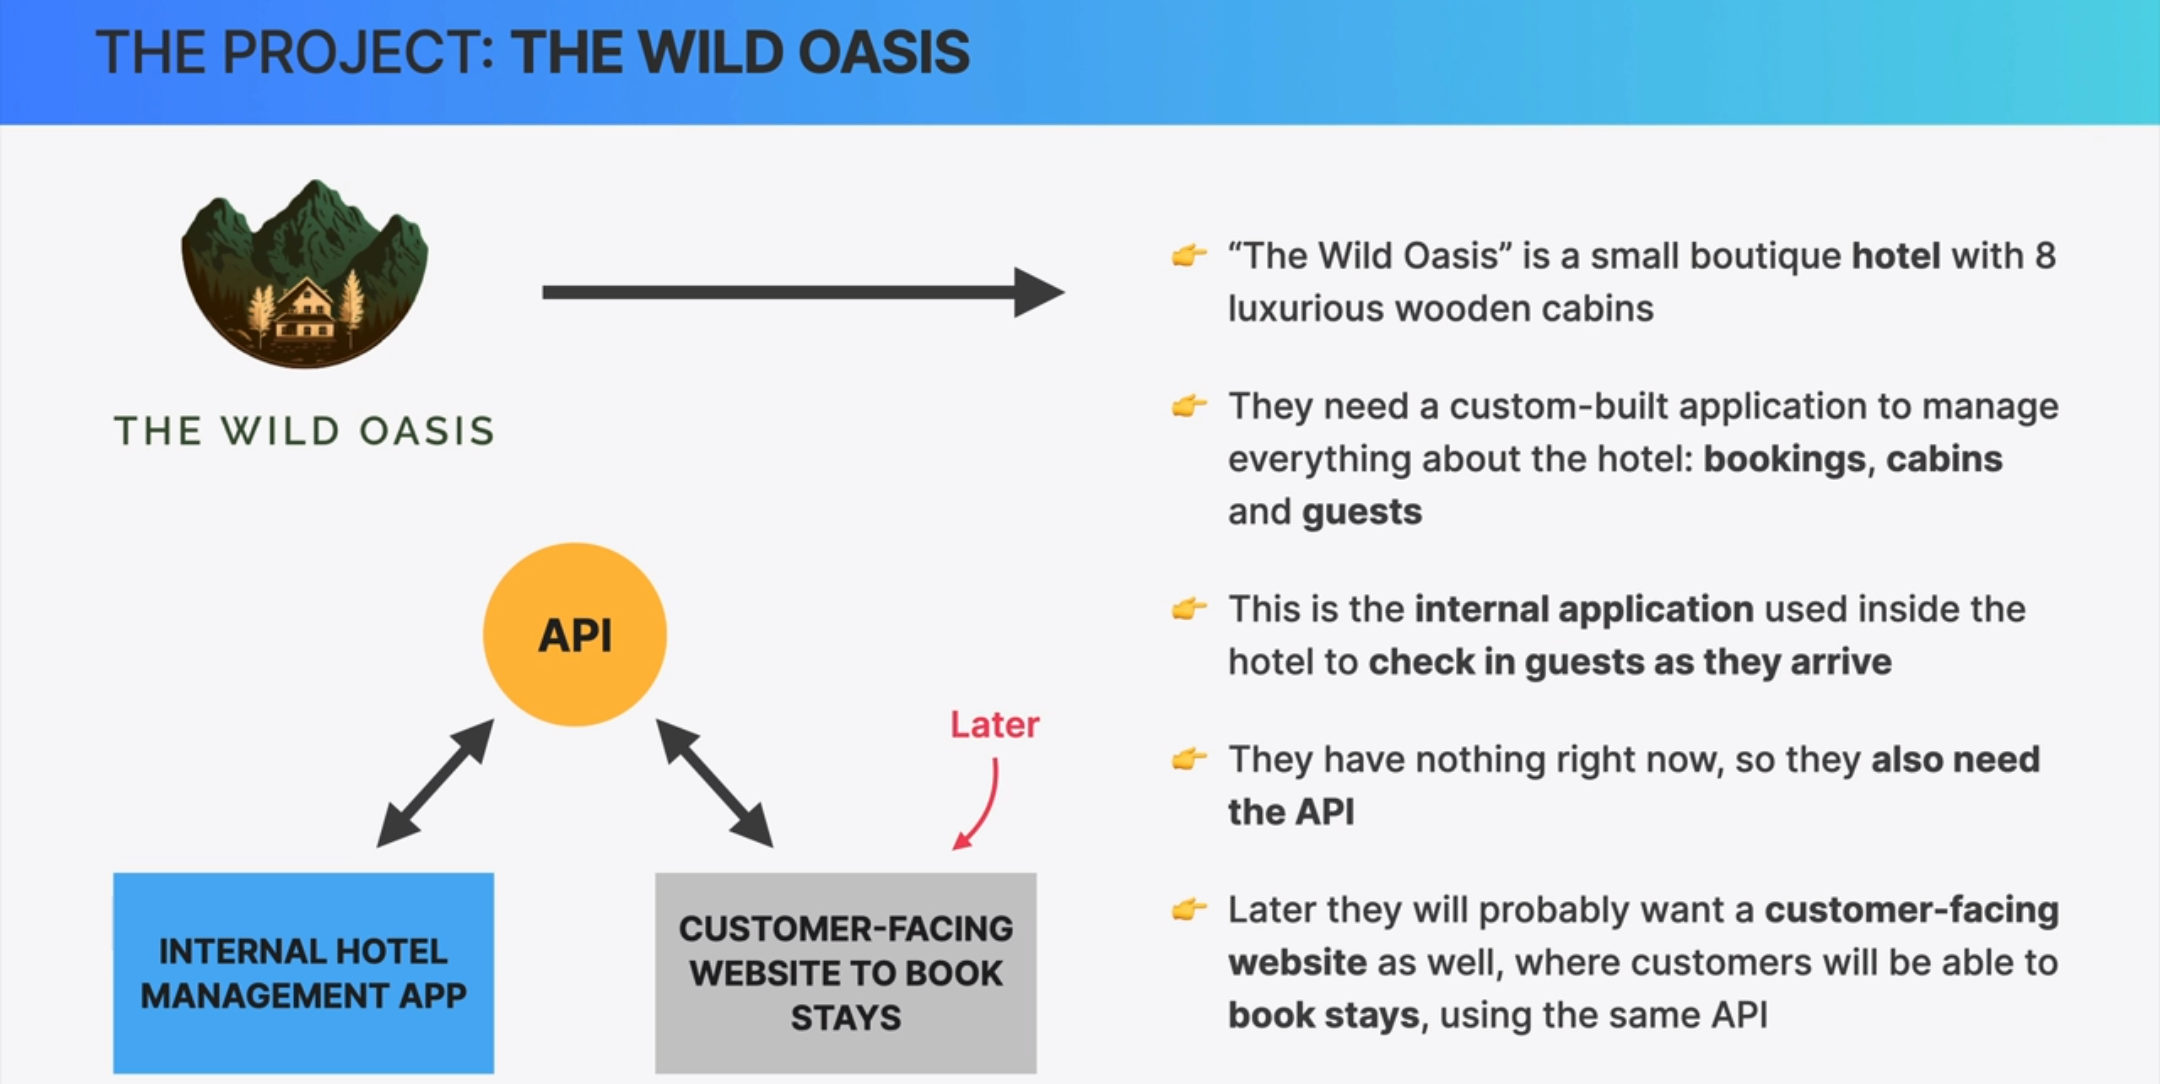 THE PROJECT: THE WILD OASIS
THE WILD OASIS
API
Later
INTERNAL HOTEL
MANAGEMENT APP
CUSTOMER-FACING
WEBSITE TO BOOK
STAYS
“The Wild Oasis” is a small boutique hotel with 8
luxurious wooden cabins
They need a custom-built application to manage
everything about the hotel: bookings, cabins
and guests
This is the internal application used inside the
hotel to check in guests as they arrive
They have nothing right now, so they also need
the API
Later they will probably want a customer-facing
website as well, where customers will be able to
book stays, using the same API